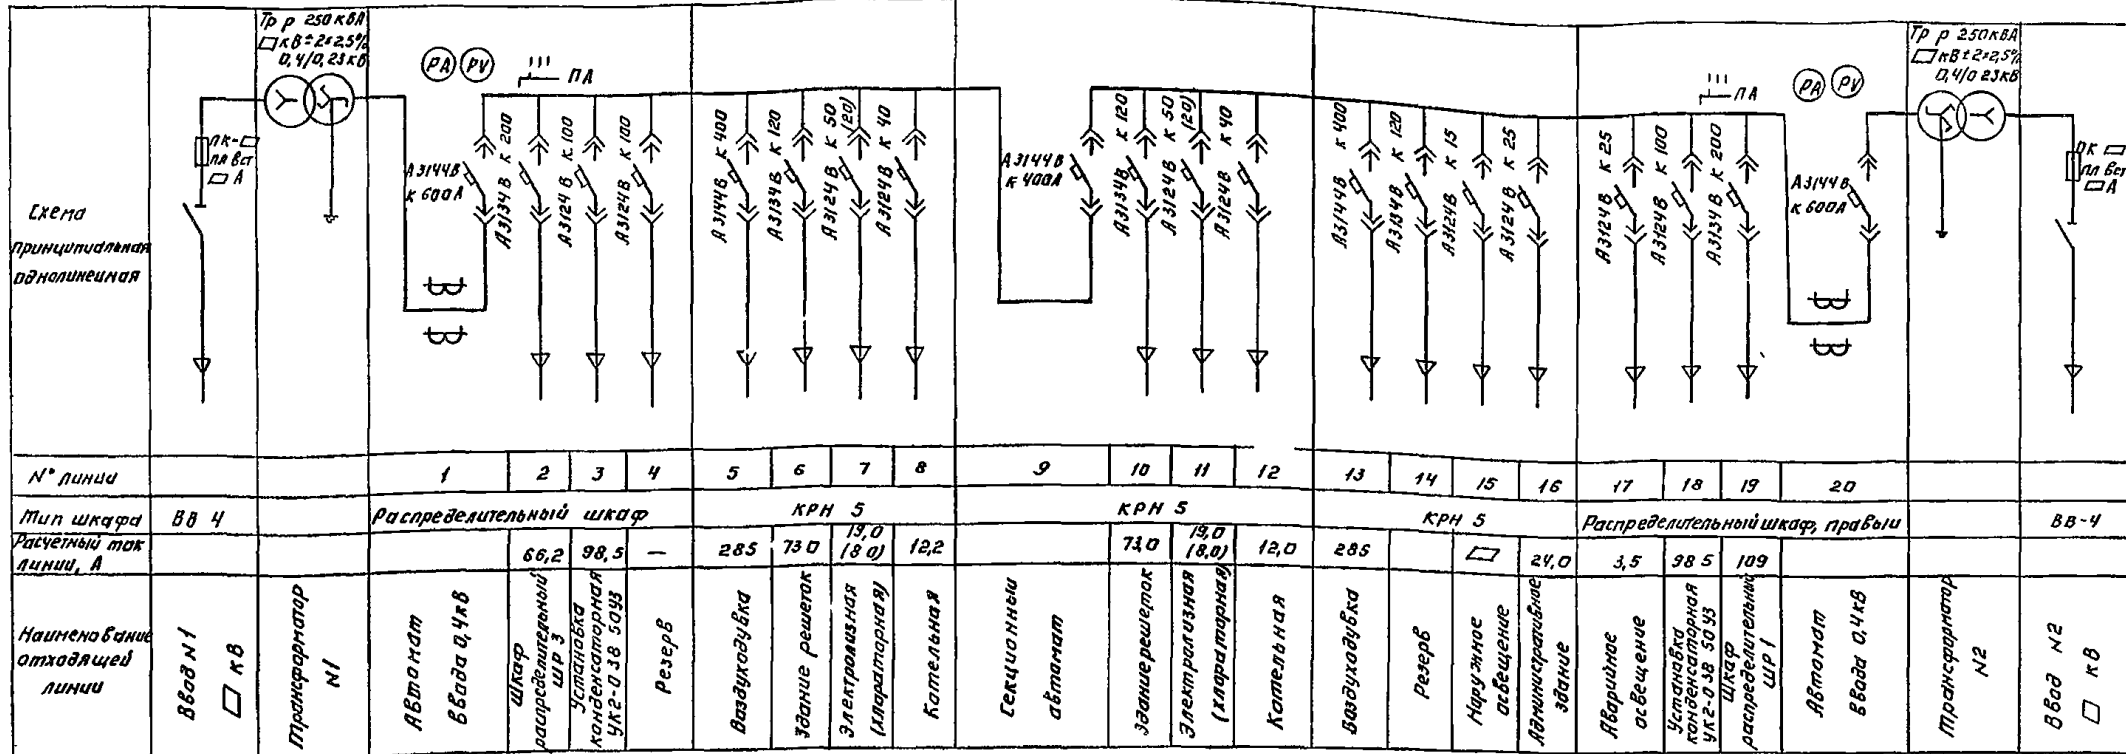 Тр р 250 кВА
▭ кВ ± 2×2,5%
0,4/0,23 кВ
PA PV
ПА
ПК-▭
пл вст
▭ А
А3144В
к 600А
А3134В к 200
А3124В к 100
А3124В к 100
А3144В к 400
А3134В к 120
А3124В к 50
(20)
А3124В к 40
А3144В
к 400А
А3134В к 120
А3124В к 50
(20)
А3124В к 40
А3144В к 400
А3134В к 120
А3124В к 15
А3124В к 25
А3124В к 25
А3124В к 100
А3134В к 200
ПА
PA PV
А3144В
к 600А
Тр р 250кВА
▭ кВ ± 2×2,5%
0,4/0 23кВ
ПК ▭
пл вст
▭ А
Схема
принципиальная
однолинейная
N° линии 1 2 3 4 5 6 7 8 9 10 11 12 13 14 15 16 17 18 19 20
Тип шкафа ВВ 4 Распределительный шкаф КРН 5 КРН 5 КРН 5 Распределительный шкаф, правый ВВ-4
Расчетный ток
линии, А
66,2 98,5 — 285 73 0 19,0
(8 0) 12,2 73,0 19,0
(8,0) 12,0 285 ▭ 24,0 3,5 98 5 109
Наименование
отходящей
линии
Ввод N1
▭ кВ
Трансформатор
N1
Автомат
Ввода 0,4кВ
Шкаф
распределительный
ШР 3
Установка
конденсаторная
УК2-0 38 50У3
Резерв
Воздуходувка
Здание решеток
Электролизная
(хлораторная)
Котельная
Секционный
автомат
Здание решеток
Электролизная
(хлораторная)
Котельная
Воздуходувка
Резерв
Наружное
освещение
Административное
здание
Аварийное
освещение
Установка
конденсаторная
УК2-0 38 50У3
Шкаф
распределительный
ШР 1
Автомат
Ввода 0,4кВ
Трансформатор
N2
Ввод N2
▭ кВ